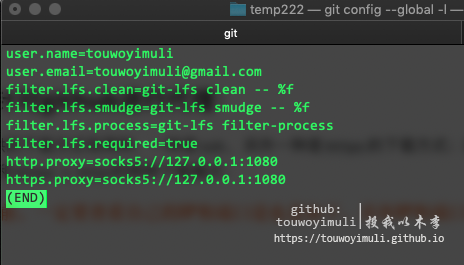 temp222 — git config --global -l —
git
user.name=touwoyimuli
user.email=touwoyimuli@gmail.com
filter.lfs.clean=git-lfs clean -- %f
filter.lfs.smudge=git-lfs smudge -- %f
filter.lfs.process=git-lfs filter-process
filter.lfs.required=true
http.proxy=socks5://127.0.0.1:1080
https.proxy=socks5://127.0.0.1:1080
(END)
github:
touwoyimuli|投我以木李
https://touwoyimuli.github.io